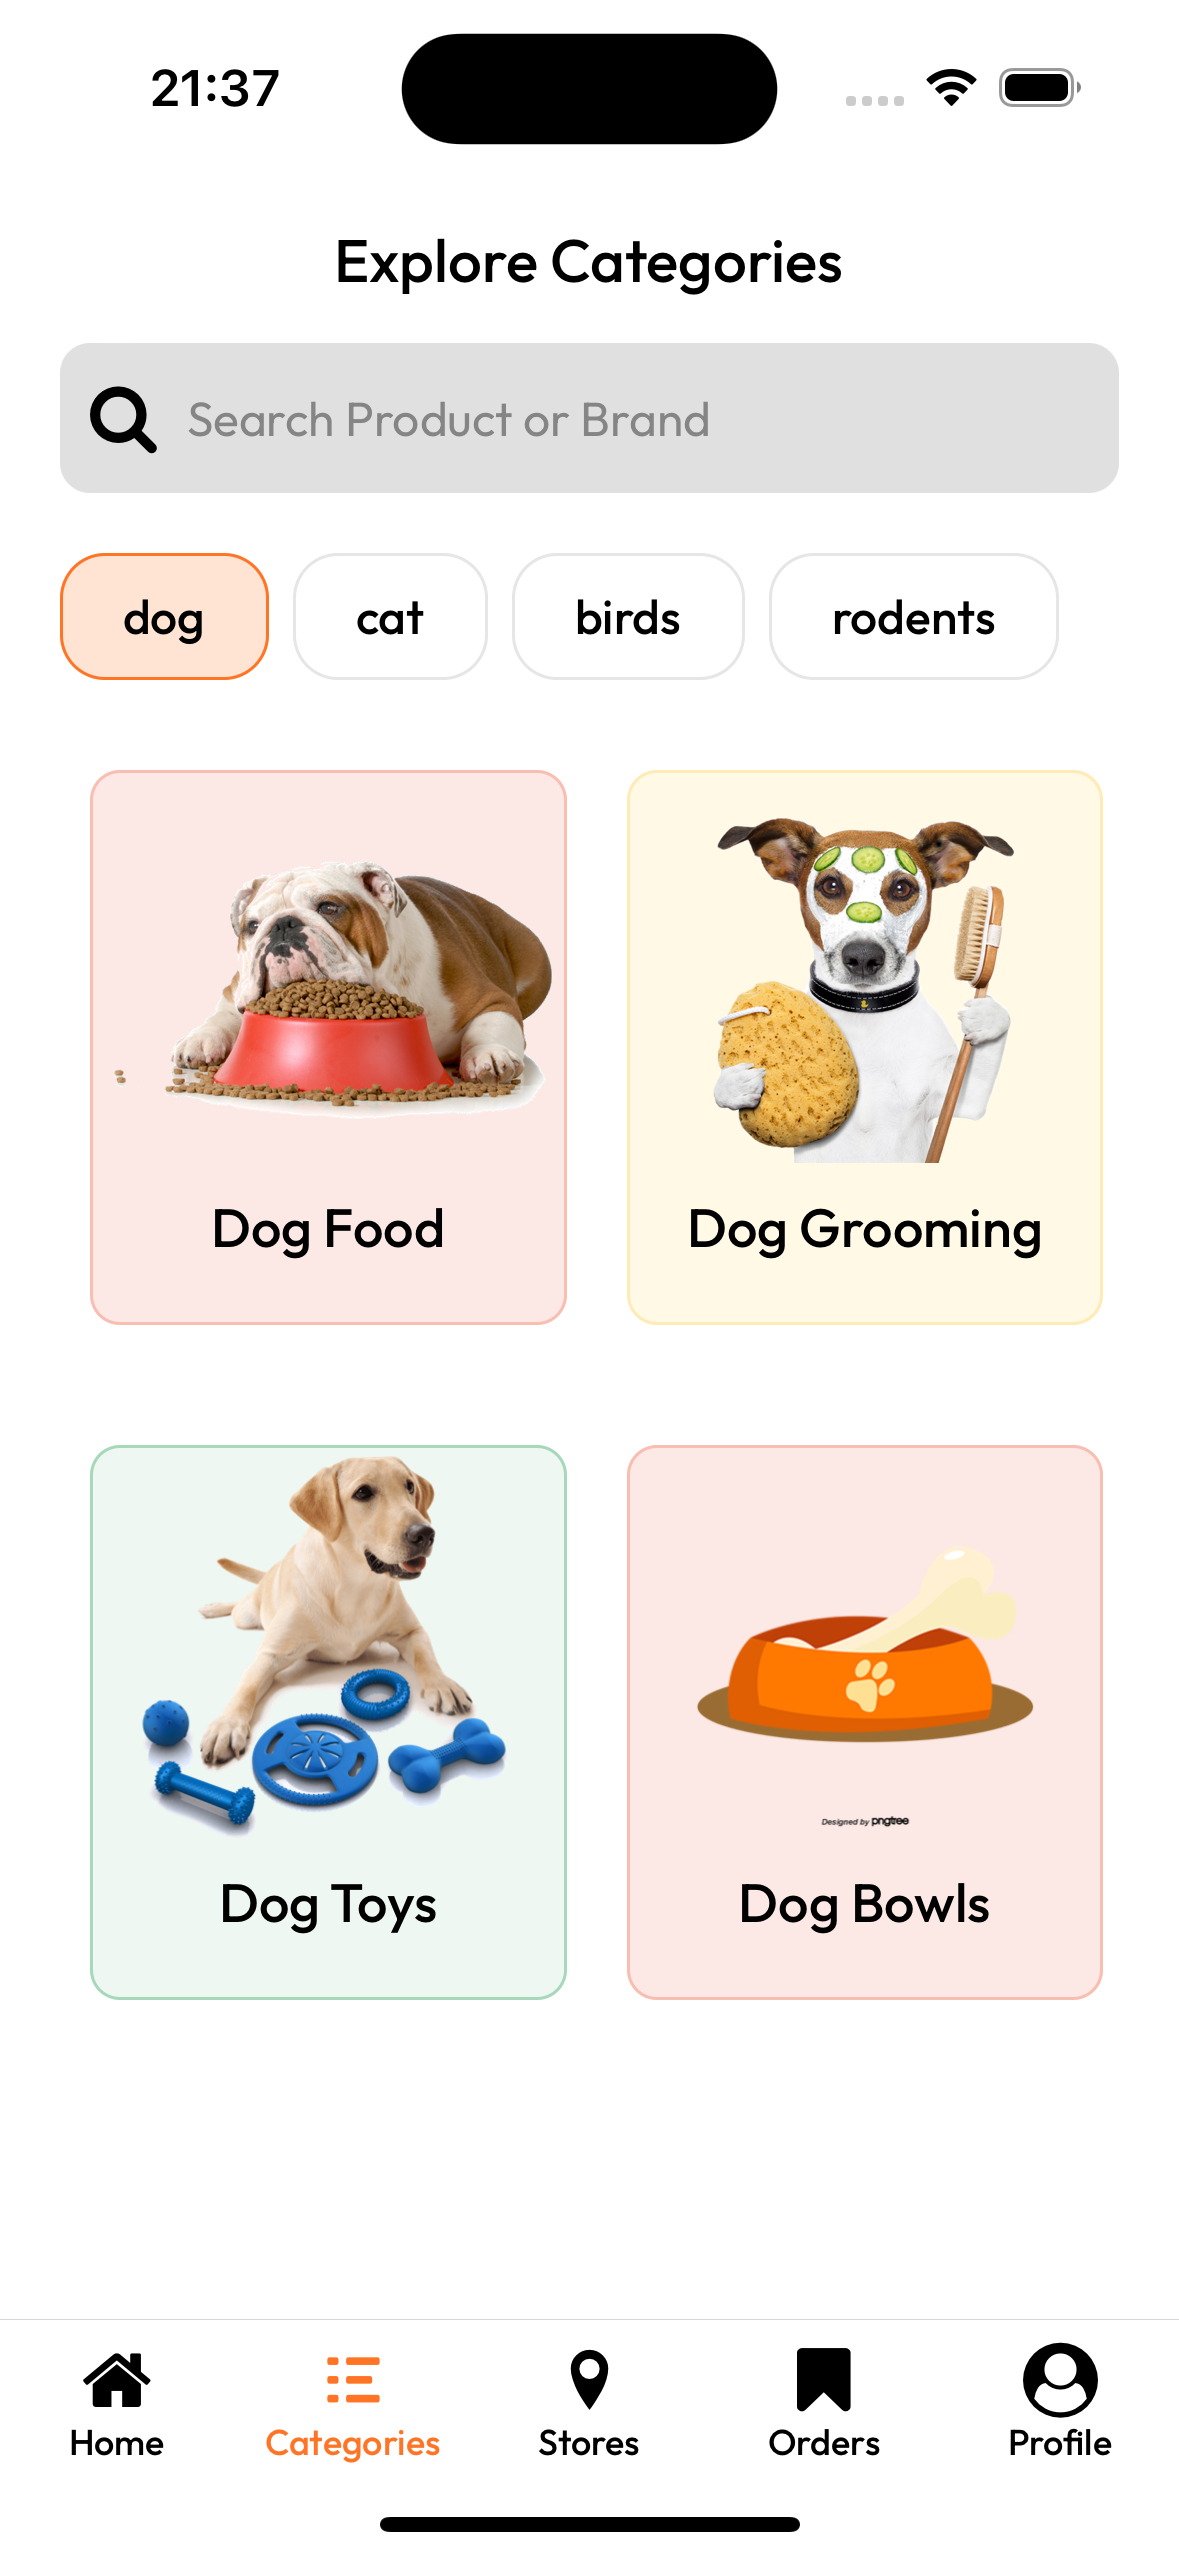 21:37
Explore Categories
Search Product or Brand
dog
cat
birds
rodents
Dog Food
Dog Grooming
Dog Toys
Designed by pngtree
Dog Bowls
Home
Categories
Stores
Orders
Profile